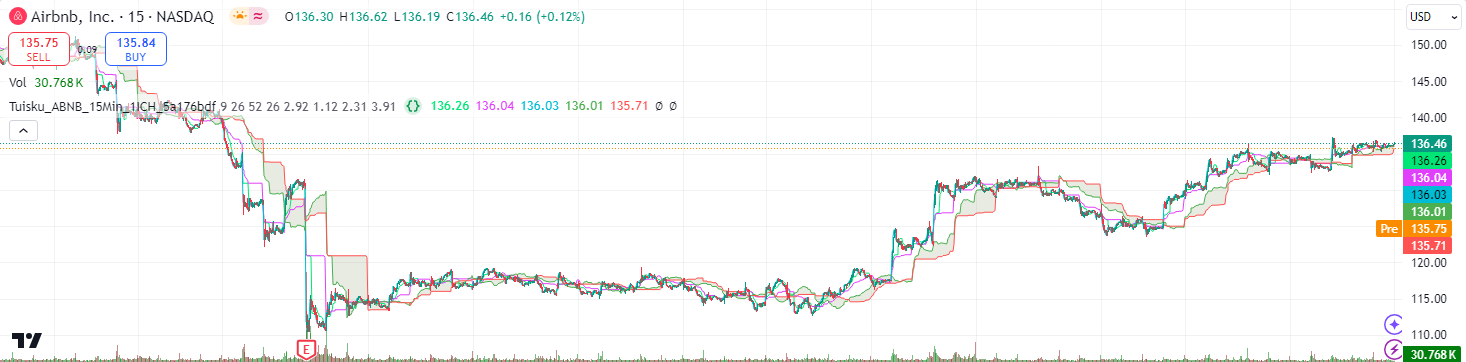 Airbnb, Inc. · 15 · NASDAQ O136.30 H136.62 L136.19 C136.46 +0.16 (+0.12%)
USD
135.75 SELL
0.09
135.84 BUY
Vol 30.768 K
Tuisku_ABNB_15Min_1ICH_5a176bdf 9 26 52 26 2.92 1.12 2.31 3.91 {} 136.26 136.04 136.03 136.01 135.71 Ø Ø
150.00
145.00
140.00
136.46
136.26
136.04
136.03
136.01
Pre 135.75
135.71
120.00
115.00
110.00
E
30.768 K